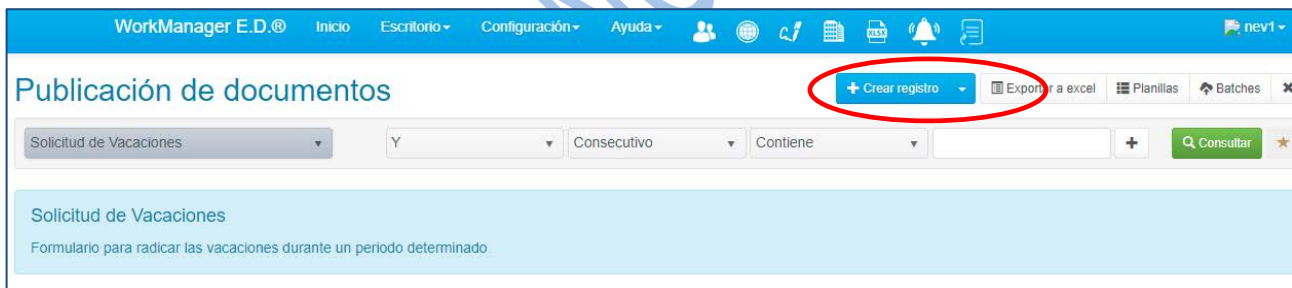 WorkManager E.D.® Inicio Escritorio Configuración Ayuda XLSX nev1
Publicación de documentos + Crear registro Exportar a excel Planillas Batches
Solicitud de Vacaciones Y Consecutivo Contiene + Consultar
Solicitud de Vacaciones
Formulario para radicar las vacaciones durante un periodo determinado